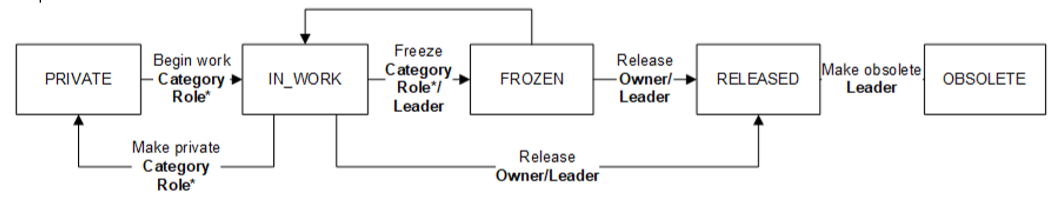 PRIVATE
Begin work
Category
Role*
IN_WORK
Freeze
Category
Role*/
Leader
FROZEN
Release
Owner/
Leader
RELEASED
Make obsolete
Leader
OBSOLETE
Make private
Category
Role*
Release
Owner/Leader